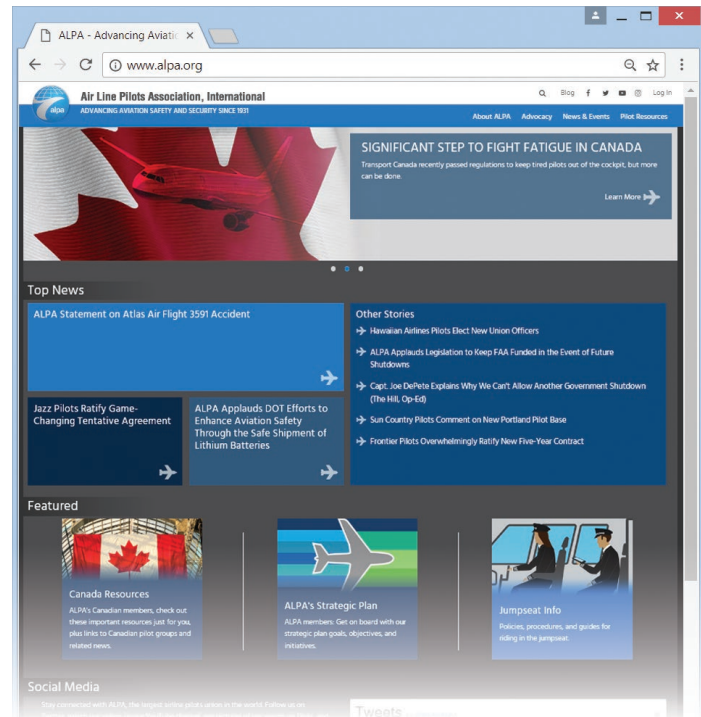 ALPA - Advancing Aviatic
www.alpa.org
alpa
Air Line Pilots Association, International
ADVANCING AVIATION SAFETY AND SECURITY SINCE 1931
Blog
Log In
About ALPA Advocacy News & Events Pilot Resources
SIGNIFICANT STEP TO FIGHT FATIGUE IN CANADA
Transport Canada recently passed regulations to keep tired pilots out of the cockpit, but more
can be done.
Learn More
Top News
ALPA Statement on Atlas Air Flight 3591 Accident
Jazz Pilots Ratify Game-
Changing Tentative Agreement
ALPA Applauds DOT Efforts to
Enhance Aviation Safety
Through the Safe Shipment of
Lithium Batteries
Other Stories
Hawaiian Airlines Pilots Elect New Union Officers
ALPA Applauds Legislation to Keep FAA Funded in the Event of Future
Shutdowns
Capt. Joe DePete Explains Why We Can't Allow Another Government Shutdown
(The Hill, Op-Ed)
Sun Country Pilots Comment on New Portland Pilot Base
Frontier Pilots Overwhelmingly Ratify New Five-Year Contract
Featured
Canada Resources
ALPA's Canadian members, check out
these important resources just for you,
plus links to Canadian pilot groups and
related news.
ALPA's Strategic Plan
ALPA members: Get on board with our
strategic plan goals, objectives, and
initiatives.
Jumpseat Info
Policies, procedures, and guides for
riding in the jumpseat.
Social Media
Stay connected with ALPA, the largest airline pilots union in the world. Follow us on
Tweets